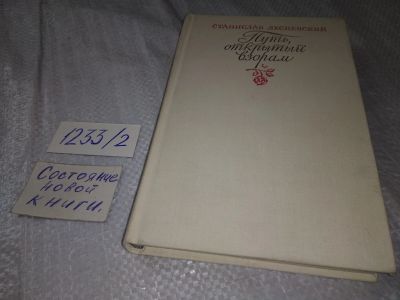 СТАНИСЛАВ ЛЕСНЕВСКИЙ
Путь,
открытый
взорам
1233/2
Состояние
новой
книги.